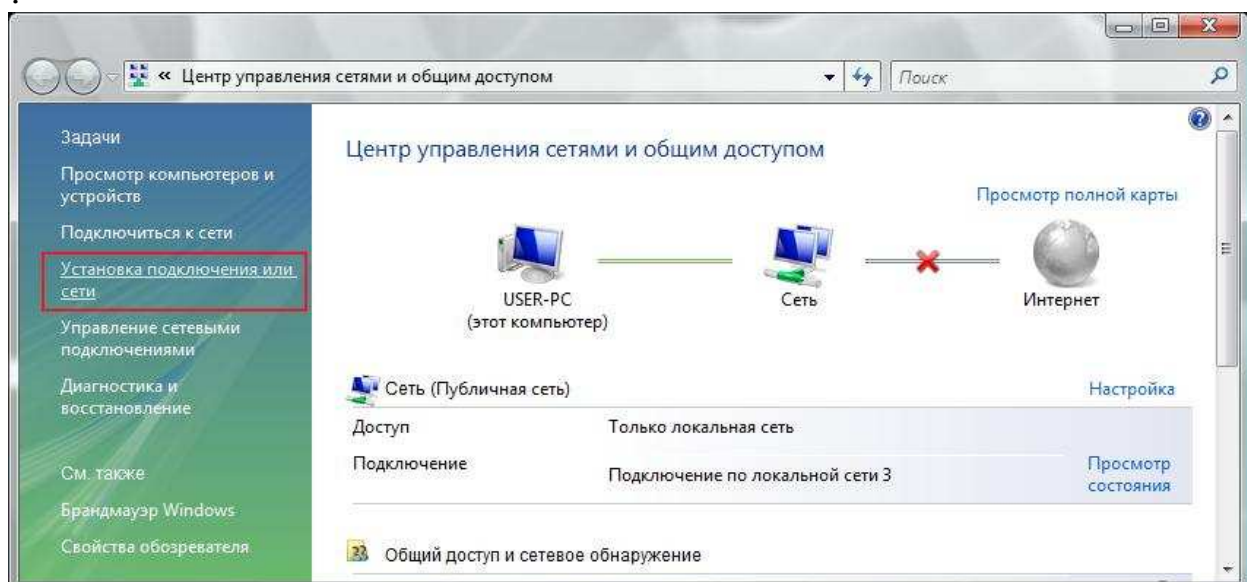 « Центр управления сетями и общим доступом
Поиск
Задачи
Просмотр компьютеров и
устройств
Подключиться к сети
Установка подключения или
сети
Управление сетевыми
подключениями
Диагностика и
восстановление
См. также
Брандмауэр Windows
Свойства обозревателя
Центр управления сетями и общим доступом
Просмотр полной карты
USER-PC
(этот компьютер)
Сеть
Интернет
Сеть (Публичная сеть)
Настройка
Доступ
Только локальная сеть
Подключение
Подключение по локальной сети 3
Просмотр
состояния
Общий доступ и сетевое обнаружение